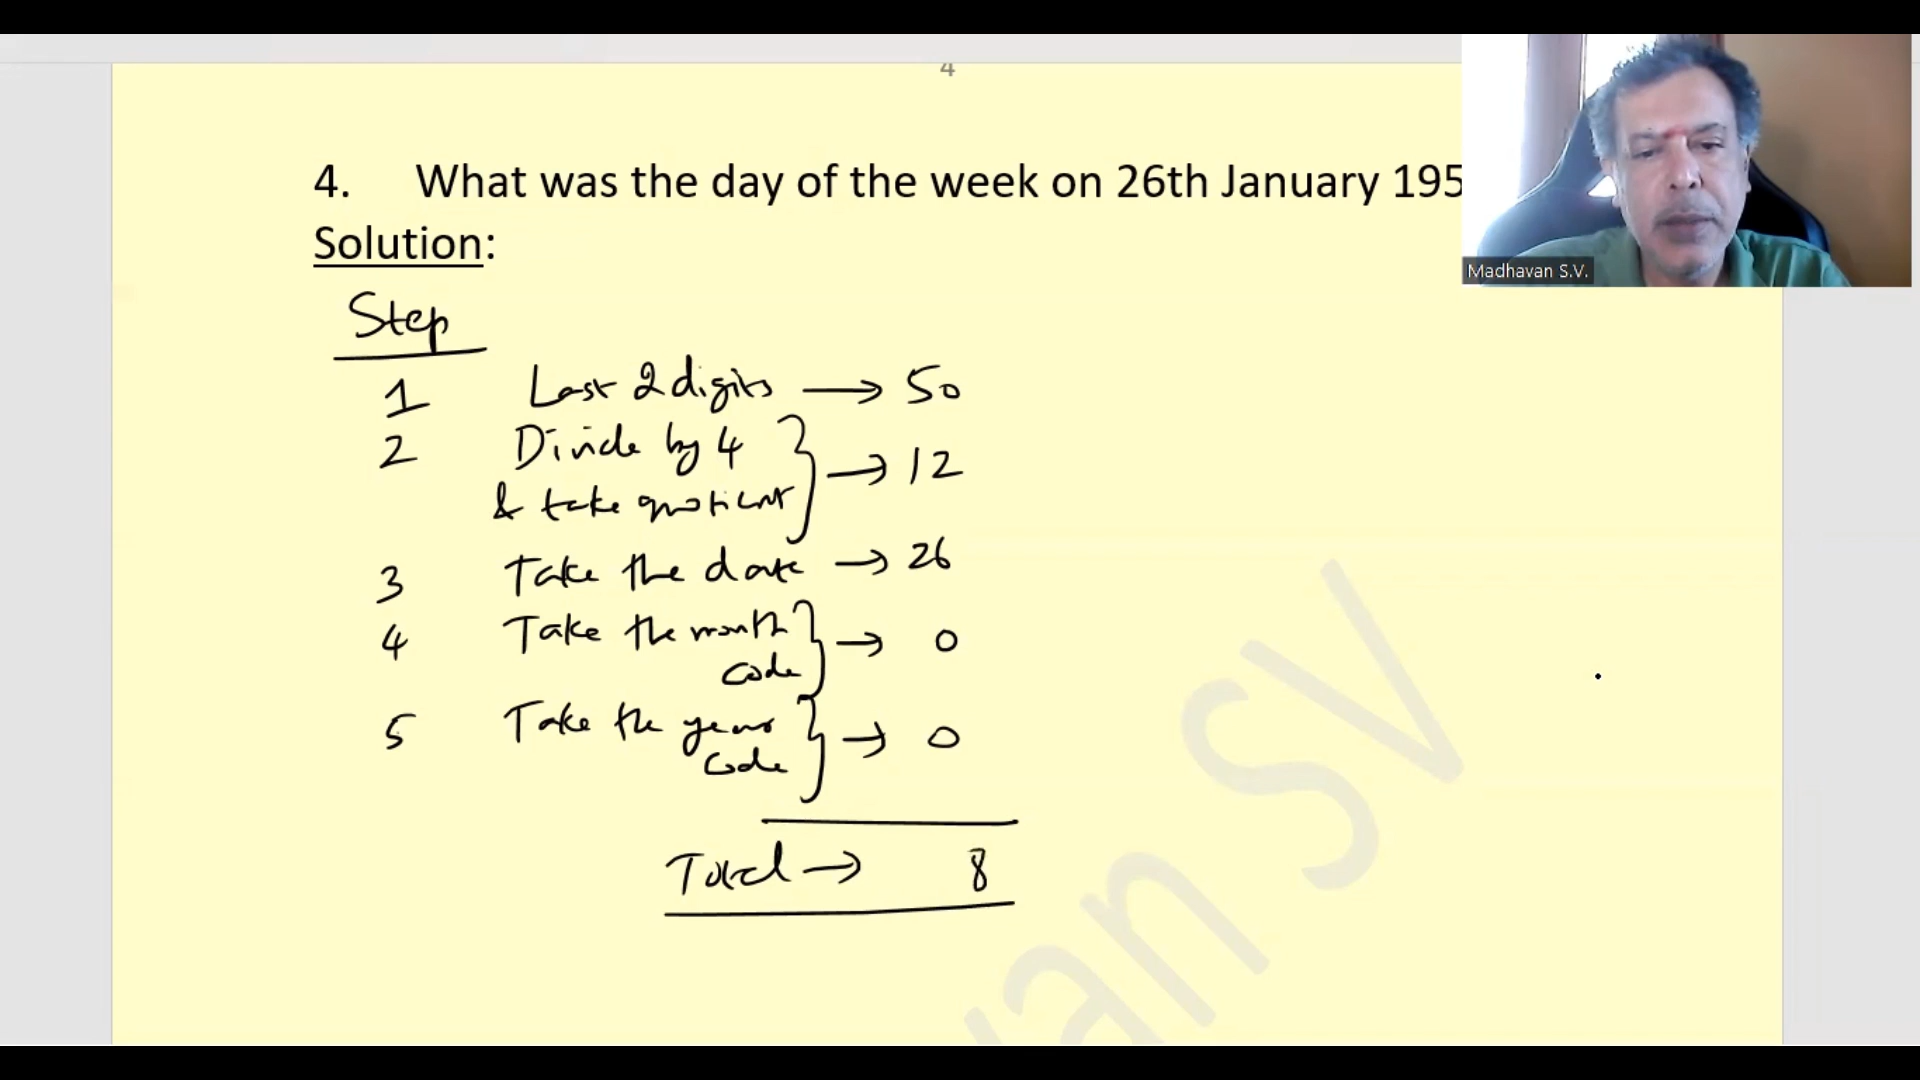 4
4. What was the day of the week on 26th January 195
Madhavan S.V.
Solution:
Step
1 Last 2 digits → 50
2 Divide by 4
& take quotient → 12
3 Take the date → 26
4 Take the month
code → 0
5 Take the year
code → 0
Total → 8
van SV